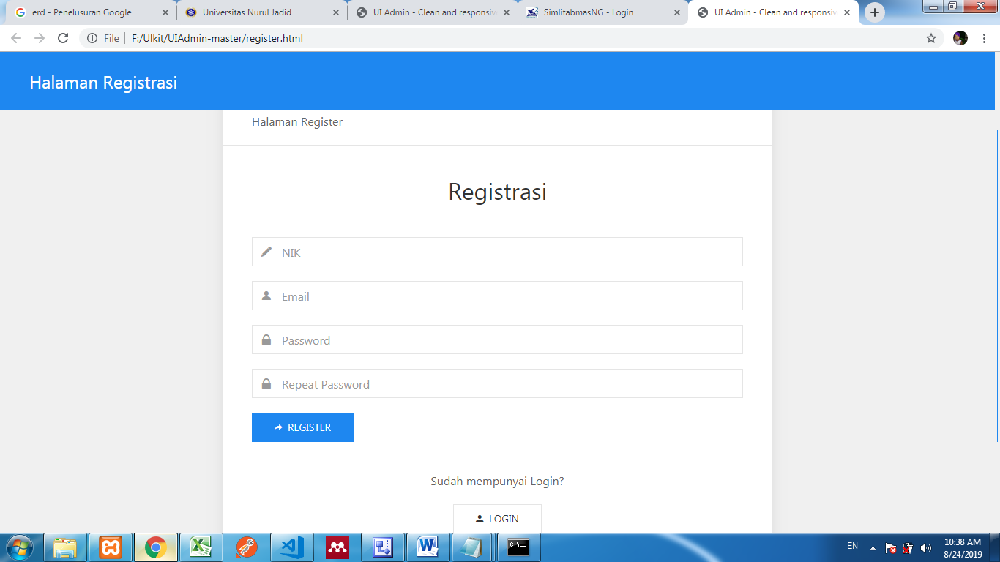 erd - Penelusuran Google
Universitas Nurul Jadid
UI Admin - Clean and responsiv
SimlitabmasNG - Login
UI Admin - Clean and responsiv
File
F:/UIkit/UIAdmin-master/register.html
Halaman Registrasi
Halaman Register
Registrasi
NIK
Email
Password
Repeat Password
REGISTER
Sudah mempunyai Login?
LOGIN
C:\_
EN
10:38 AM
8/24/2019